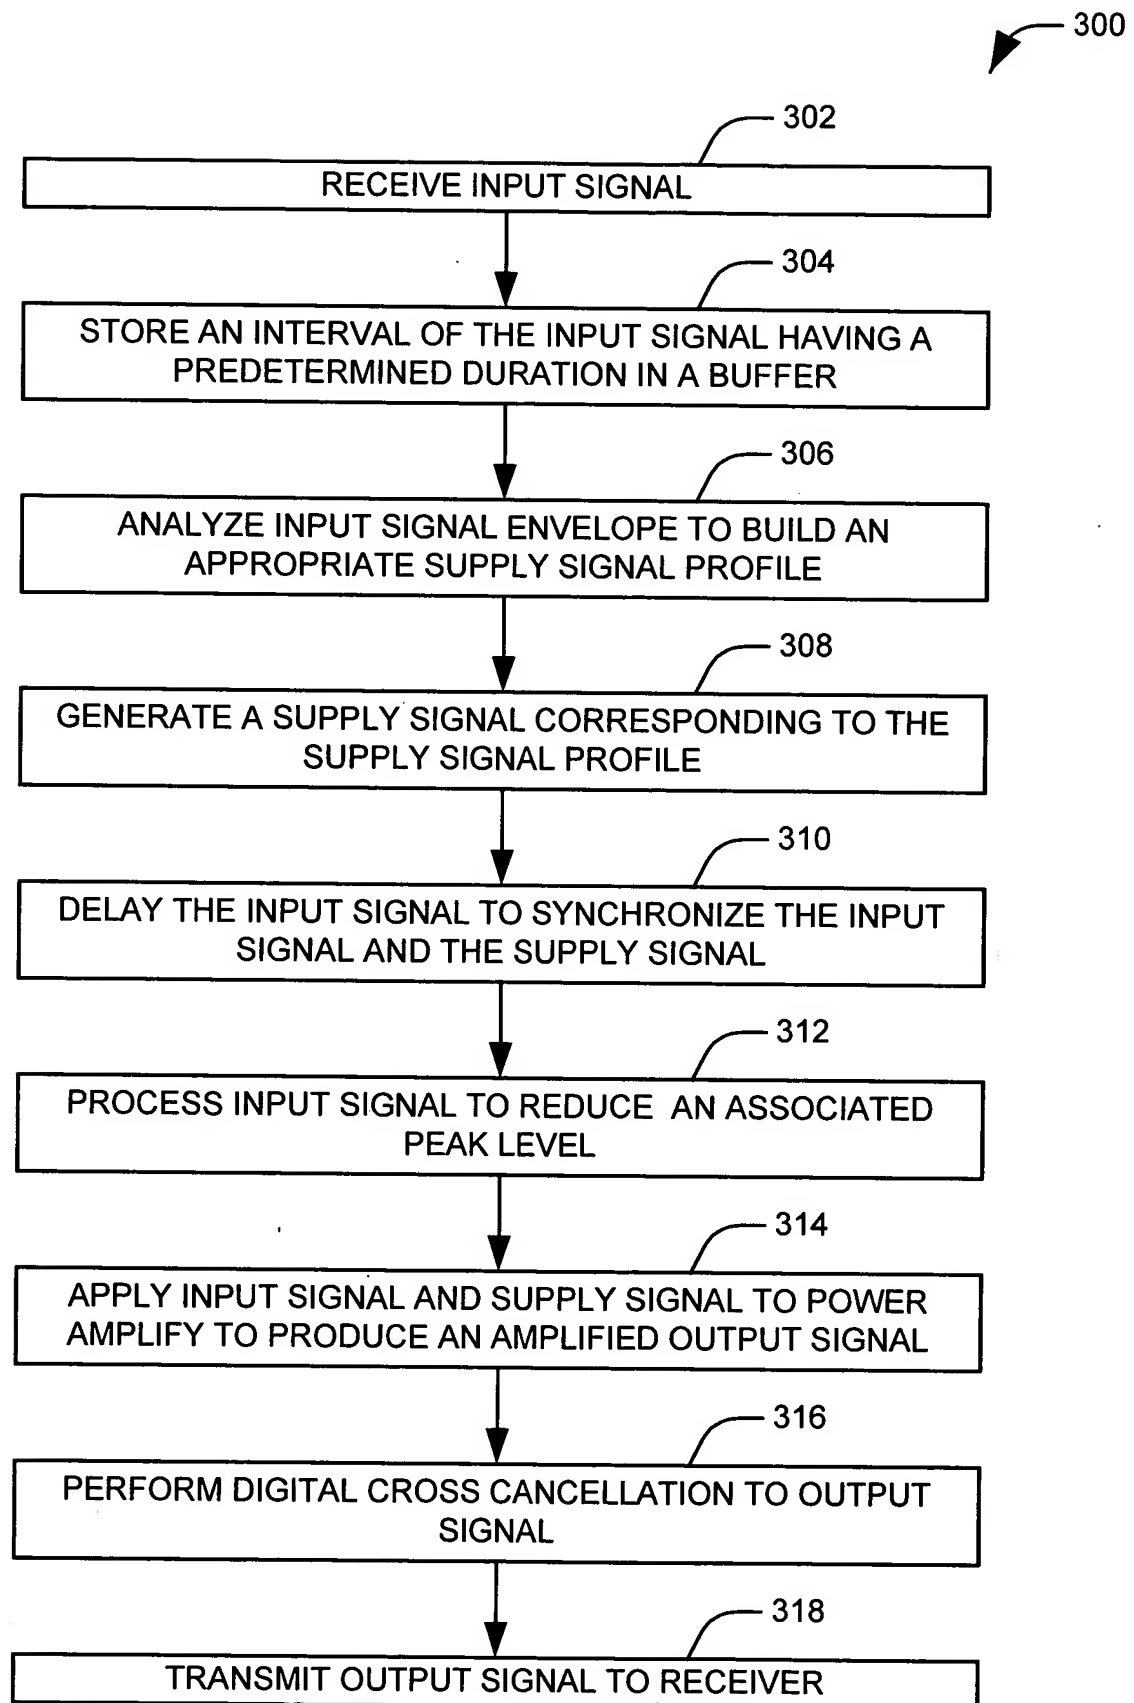 300
302
RECEIVE INPUT SIGNAL
304
STORE AN INTERVAL OF THE INPUT SIGNAL HAVING A
PREDETERMINED DURATION IN A BUFFER
306
ANALYZE INPUT SIGNAL ENVELOPE TO BUILD AN
APPROPRIATE SUPPLY SIGNAL PROFILE
308
GENERATE A SUPPLY SIGNAL CORRESPONDING TO THE
SUPPLY SIGNAL PROFILE
310
DELAY THE INPUT SIGNAL TO SYNCHRONIZE THE INPUT
SIGNAL AND THE SUPPLY SIGNAL
312
PROCESS INPUT SIGNAL TO REDUCE AN ASSOCIATED
PEAK LEVEL
314
APPLY INPUT SIGNAL AND SUPPLY SIGNAL TO POWER
AMPLIFY TO PRODUCE AN AMPLIFIED OUTPUT SIGNAL
316
PERFORM DIGITAL CROSS CANCELLATION TO OUTPUT
SIGNAL
318
TRANSMIT OUTPUT SIGNAL TO RECEIVER